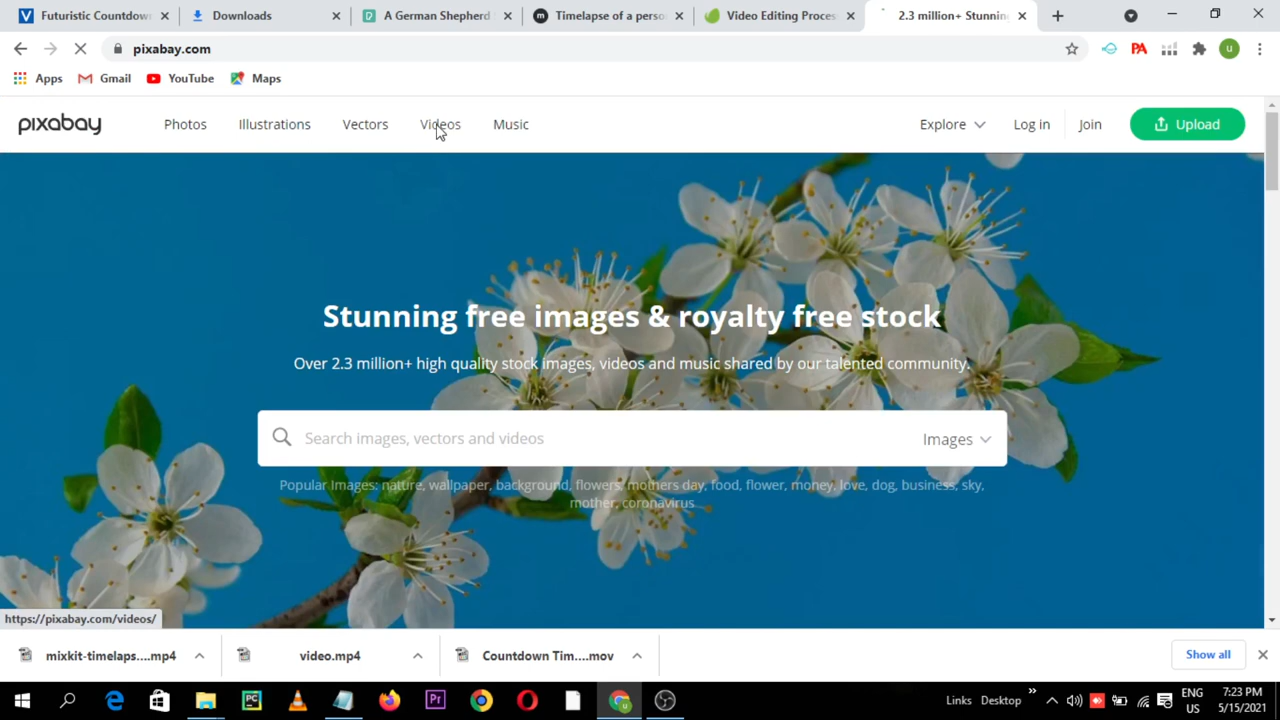 Futuristic Countdown
Downloads
A German Shepherd
Timelapse of a perso
Video Editing Proce
2.3 million+ Stunnin
pixabay.com
PA
u
Apps
Gmail
YouTube
Maps
pixabay
Photos
Illustrations
Vectors
Videos
Music
Explore
Log in
Join
Upload
Stunning free images & royalty free stock
Over 2.3 million+ high quality stock images, videos and music shared by our talented community.
Search images, vectors and videos
Images
Popular Images: nature, wallpaper, background, flowers, mothers day, food, flower, money, love, dog, business, sky,
mother, coronavirus
https://pixabay.com/videos/
mixkit-timelaps....mp4
video.mp4
Countdown Tim....mov
Show all
Links
Desktop
ENG
US
7:23 PM
5/15/2021